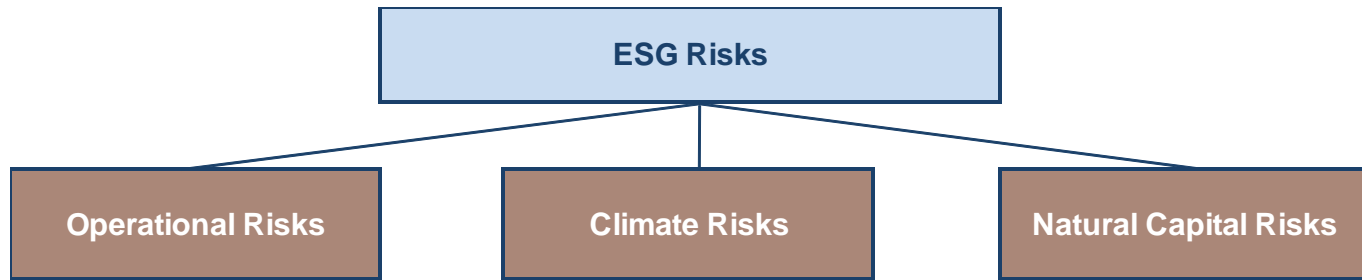 ESG Risks
Operational Risks
Climate Risks
Natural Capital Risks